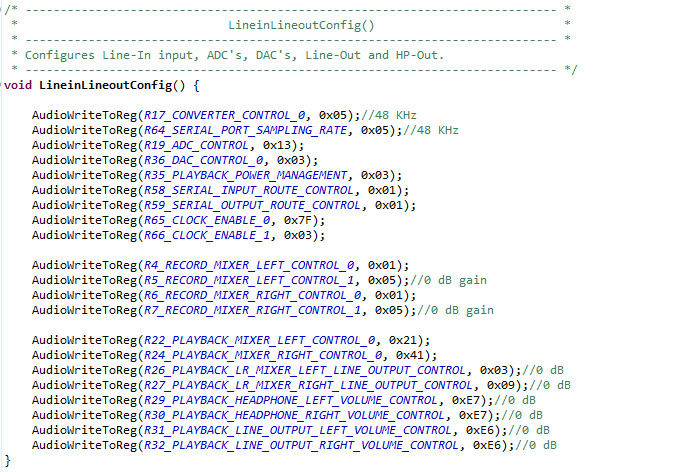 /* --------------------------------------------------------------------------- *
 *                              LineinLineoutConfig()                          *
 * --------------------------------------------------------------------------- *
 * Configures Line-In input, ADC's, DAC's, Line-Out and HP-Out.
 * --------------------------------------------------------------------------- */
void LineinLineoutConfig() {
    AudioWriteToReg(R17_CONVERTER_CONTROL_0, 0x05);//48 KHz
    AudioWriteToReg(R64_SERIAL_PORT_SAMPLING_RATE, 0x05);//48 KHz
    AudioWriteToReg(R19_ADC_CONTROL, 0x13);
    AudioWriteToReg(R36_DAC_CONTROL_0, 0x03);
    AudioWriteToReg(R35_PLAYBACK_POWER_MANAGEMENT, 0x03);
    AudioWriteToReg(R58_SERIAL_INPUT_ROUTE_CONTROL, 0x01);
    AudioWriteToReg(R59_SERIAL_OUTPUT_ROUTE_CONTROL, 0x01);
    AudioWriteToReg(R65_CLOCK_ENABLE_0, 0x7F);
    AudioWriteToReg(R66_CLOCK_ENABLE_1, 0x03);
    AudioWriteToReg(R4_RECORD_MIXER_LEFT_CONTROL_0, 0x01);
    AudioWriteToReg(R5_RECORD_MIXER_LEFT_CONTROL_1, 0x05);//0 dB gain
    AudioWriteToReg(R6_RECORD_MIXER_RIGHT_CONTROL_0, 0x01);
    AudioWriteToReg(R7_RECORD_MIXER_RIGHT_CONTROL_1, 0x05);//0 dB gain
    AudioWriteToReg(R22_PLAYBACK_MIXER_LEFT_CONTROL_0, 0x21);
    AudioWriteToReg(R24_PLAYBACK_MIXER_RIGHT_CONTROL_0, 0x41);
    AudioWriteToReg(R26_PLAYBACK_LR_MIXER_LEFT_LINE_OUTPUT_CONTROL, 0x03);//0 dB
    AudioWriteToReg(R27_PLAYBACK_LR_MIXER_RIGHT_LINE_OUTPUT_CONTROL, 0x09);//0 dB
    AudioWriteToReg(R29_PLAYBACK_HEADPHONE_LEFT_VOLUME_CONTROL, 0xE7);//0 dB
    AudioWriteToReg(R30_PLAYBACK_HEADPHONE_RIGHT_VOLUME_CONTROL, 0xE7);//0 dB
    AudioWriteToReg(R31_PLAYBACK_LINE_OUTPUT_LEFT_VOLUME_CONTROL, 0xE6);//0 dB
    AudioWriteToReg(R32_PLAYBACK_LINE_OUTPUT_RIGHT_VOLUME_CONTROL, 0xE6);//0 dB
}